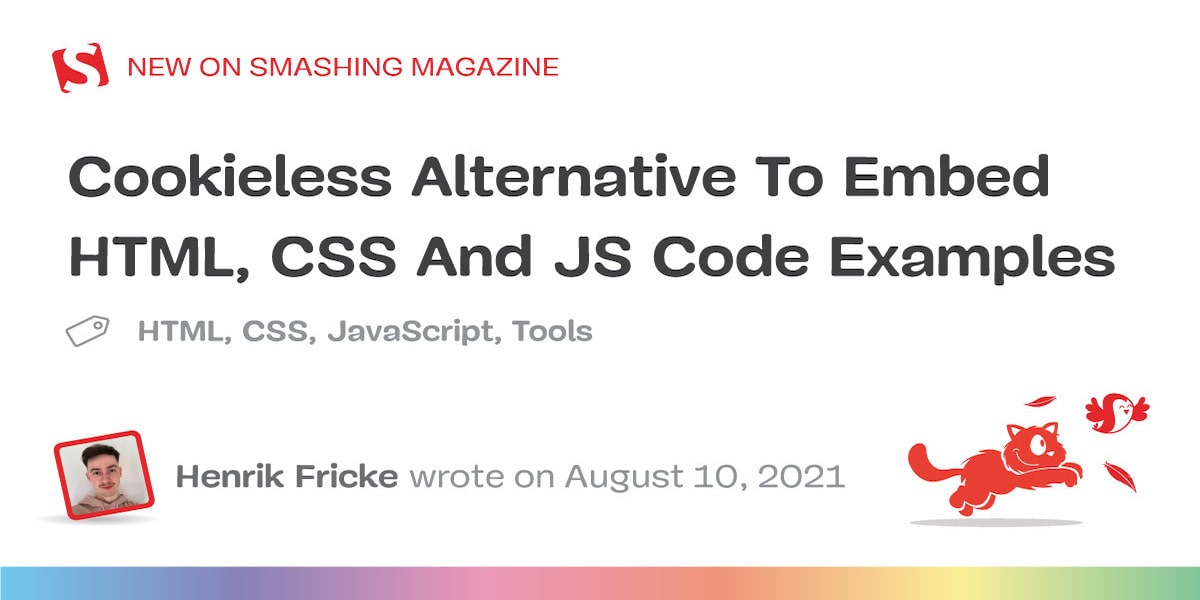 NEW ON SMASHING MAGAZINE
Cookieless Alternative To Embed
HTML, CSS And JS Code Examples
HTML, CSS, JavaScript, Tools
Henrik Fricke wrote on August 10, 2021